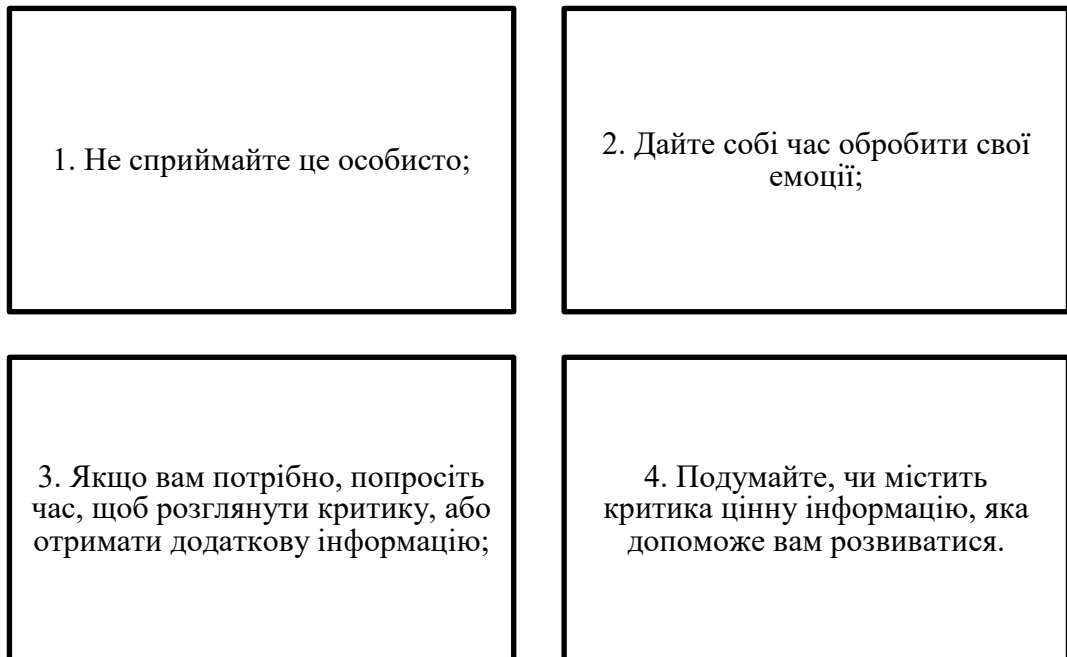 1. Не сприймайте це особисто;
2. Дайте собі час обробити свої
емоції;
3. Якщо вам потрібно, попросіть
час, щоб розглянути критику, або
отримати додаткову інформацію;
4. Подумайте, чи містить
критика цінну інформацію, яка
допоможе вам розвиватися.